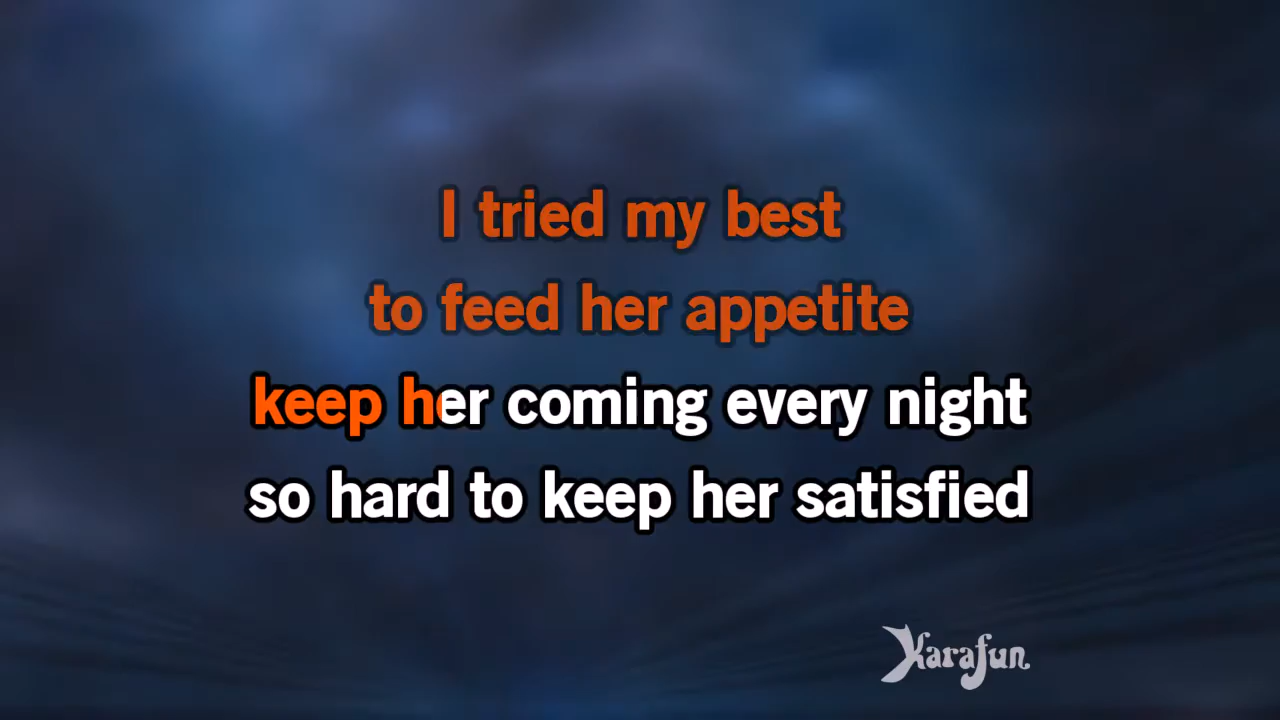 I tried my best
to feed her appetite
keep her coming every night
so hard to keep her satisfied
Karafun